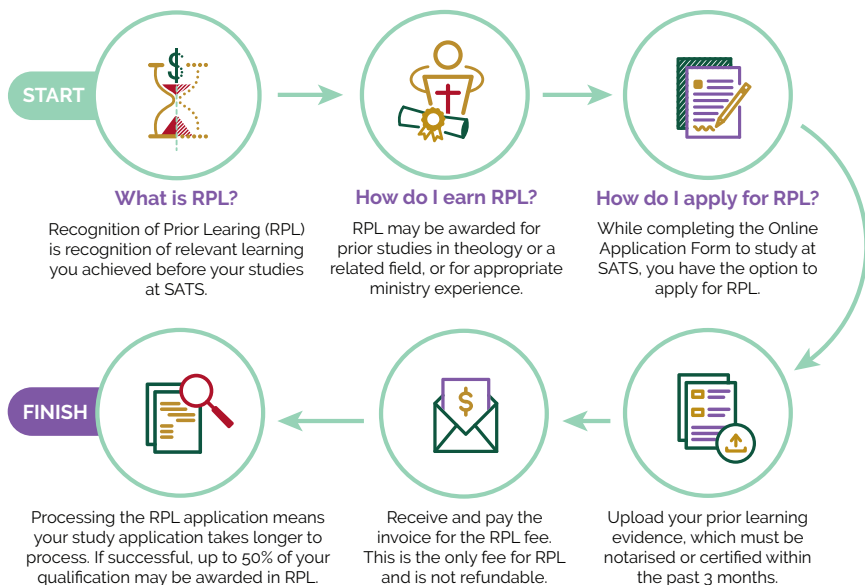 START
What is RPL?
Recognition of Prior Learing (RPL)
is recognition of relevant learning
you achieved before your studies
at SATS.
How do I earn RPL?
RPL may be awarded for
prior studies in theology or a
related field, or for appropriate
ministry experience.
How do I apply for RPL?
While completing the Online
Application Form to study at
SATS, you have the option to
apply for RPL.
Upload your prior learning
evidence, which must be
notarised or certified within
the past 3 months.
Receive and pay the
invoice for the RPL fee.
This is the only fee for RPL
and is not refundable.
FINISH
Processing the RPL application means
your study application takes longer to
process. If successful, up to 50% of your
qualification may be awarded in RPL.